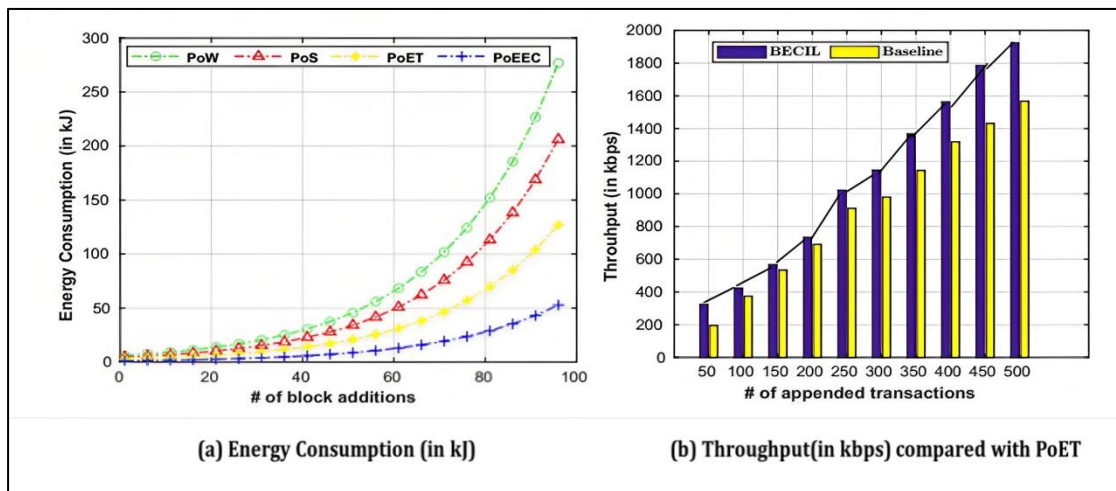 300
250
200
150
100
50
0
Energy Consumption (in kJ)
PoW PoS PoET PoEEC
0 20 40 60 80 100
# of block additions
2000
1800
1600
1400
1200
1000
800
600
400
200
0
Throuhput (in kbps)
BECIL Baseline
50 100 150 200 250 300 350 400 450 500
# of appended transactions
(a) Energy Consumption (in kJ)
(b) Throughput(in kbps) compared with PoET